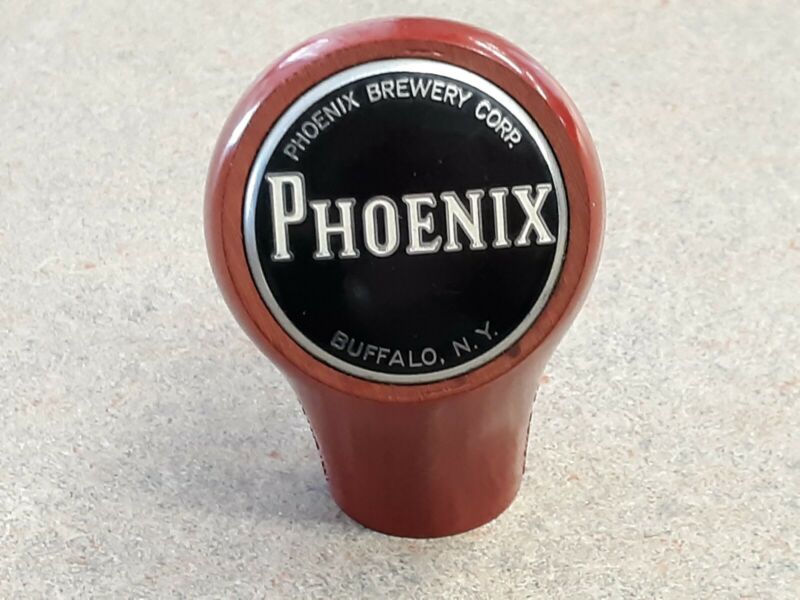 PHOENIX BREWERY CORP.
PHOENIX
BUFFALO, N.Y.